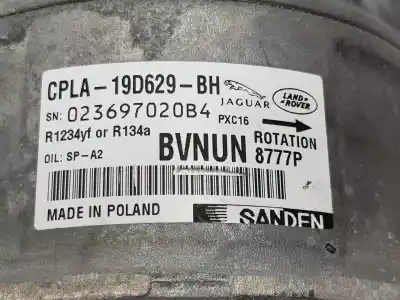 CPLA-19D629-BH
JAGUAR
LAND-
ROVER
SN: 023697020B4
PXC16
R1234yf or R134a
ROTATION
OIL: SP-A2
BVNUN 8777P
MADE IN POLAND
SANDEN